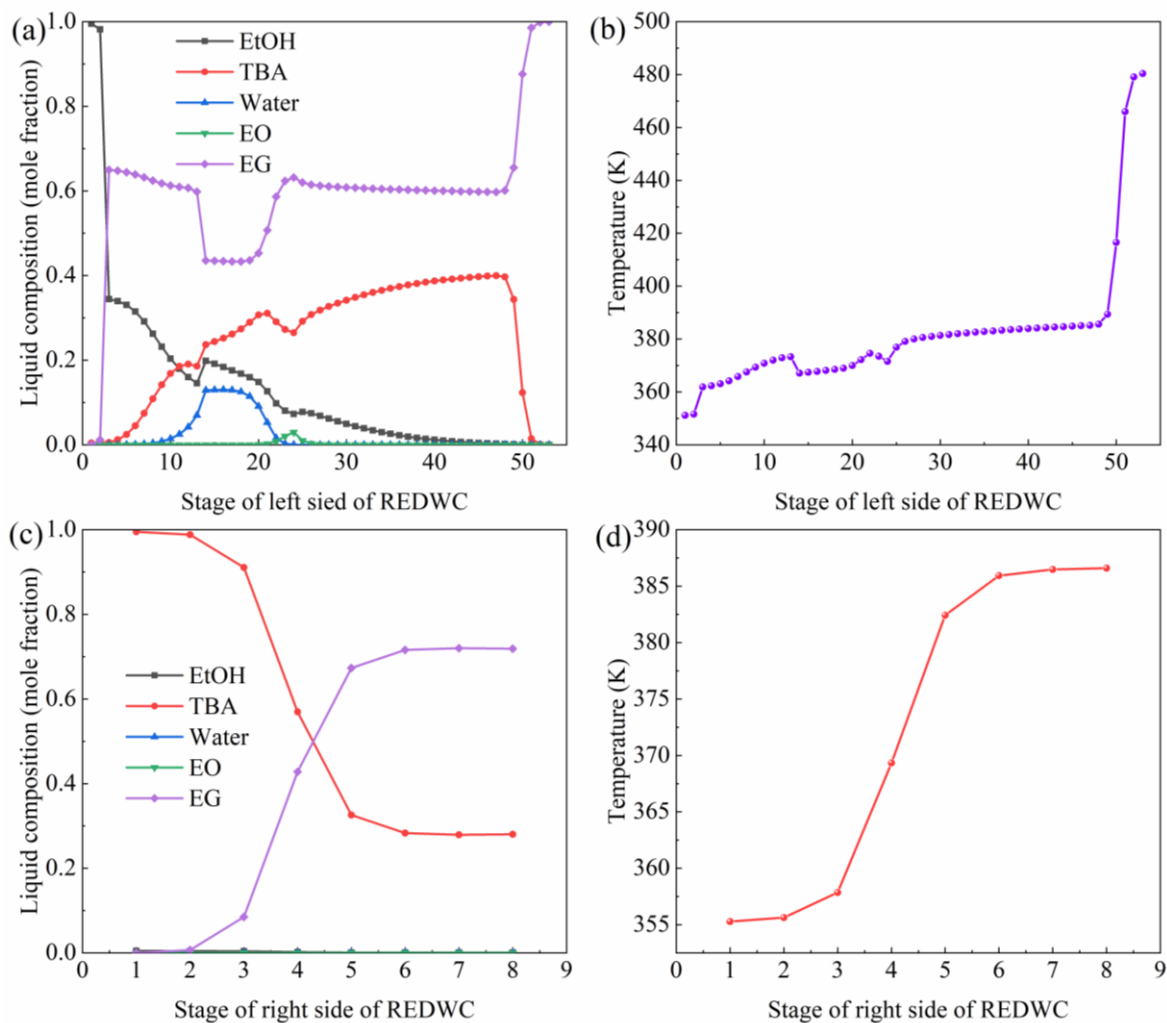 (a)
1.0
0.8
0.6
0.4
0.2
0.0
Liquid composition (mole fraction)
EtOH
TBA
Water
EO
EG
0 10 20 30 40 50
Stage of left sied of REDWC
(b)
500
480
460
440
420
400
380
360
340
Temperature (K)
0 10 20 30 40 50
Stage of left side of REDWC
(c)
1.0
0.8
0.6
0.4
0.2
0.0
Liquid composition (mole fraction)
EtOH
TBA
Water
EO
EG
0 1 2 3 4 5 6 7 8 9
Stage of right side of REDWC
(d)
390
385
380
375
370
365
360
355
Temperature (K)
0 1 2 3 4 5 6 7 8 9
Stage of right side of REDWC